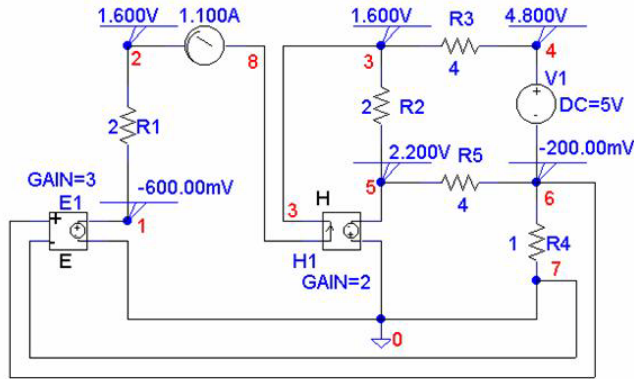 1.600V 1.100A 1.600V R3 4.800V
2 8 3 4 4
V1
+
2 R1 2 R2 DC=5V
-
GAIN=3 -600.00mV 2.200V R5 -200.00mV
E1 3 H 5 4 6
+ 1 1 R4
-
E H1 7
GAIN=2
0